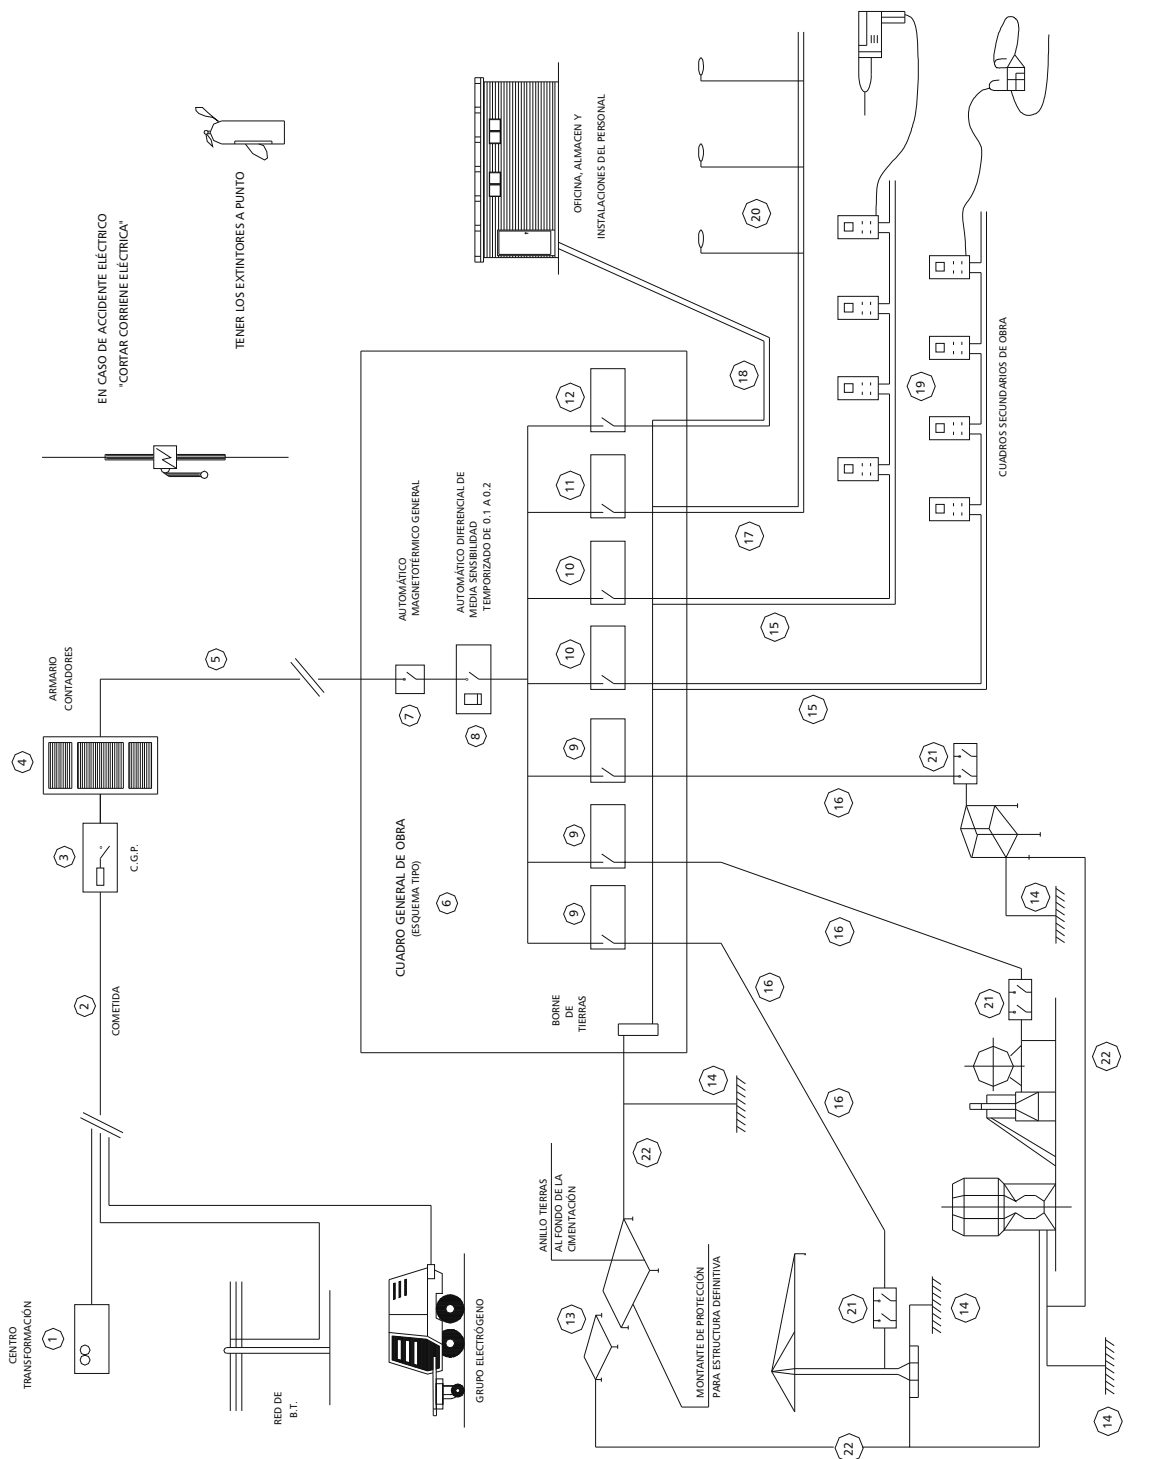 CENTRO
TRANSFORMACIÓN
1
RED DE
B.T.
GRUPO ELECTRÓGENO
2
COMETIDA
3
C.G.P.
4
ARMARIO
CONTADORES
5
EN CASO DE ACCIDENTE ELÉCTRICO
"CORTAR CORRIENE ELÉCTRICA"
TENER LOS EXTINTORES A PUNTO
CUADRO GENERAL DE OBRA
(ESQUEMA TIPO)
6
7
AUTOMÁTICO
MAGNETOTÉRMICO GENERAL
8
AUTOMÁTICO DIFERENCIAL DE
MEDIA SENSIBILIDAD
TEMPORIZADO DE 0.1 A 0.2
9
9
9
10
10
11
12
BORNE
DE
TIERRAS
OFICINA, ALMACEN Y
INSTALACIONES DEL PERSONAL
ANILLO TIERRAS
AL FONDO DE LA
CIMENTACIÓN
13
22
14
MONTANTE DE PROTECCIÓN
PARA ESTRUCTURA DEFINITIVA
16
16
16
16
15
15
17
18
20
19
CUADROS SECUNDARIOS DE OBRA
21
21
21
14
14
14
22
22